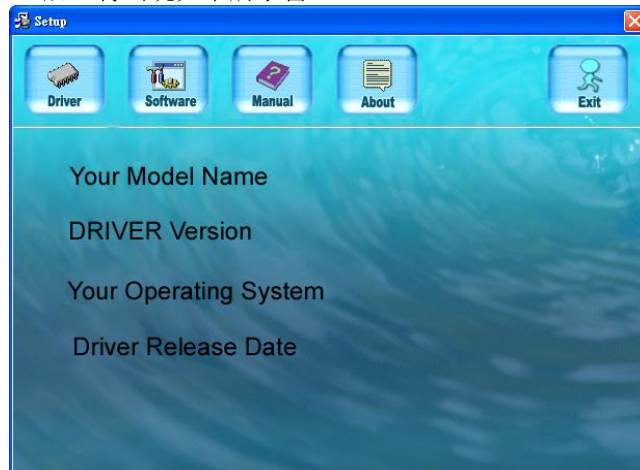 Setup
Driver Software Manual About Exit
Your Model Name
DRIVER Version
Your Operating System
Driver Release Date